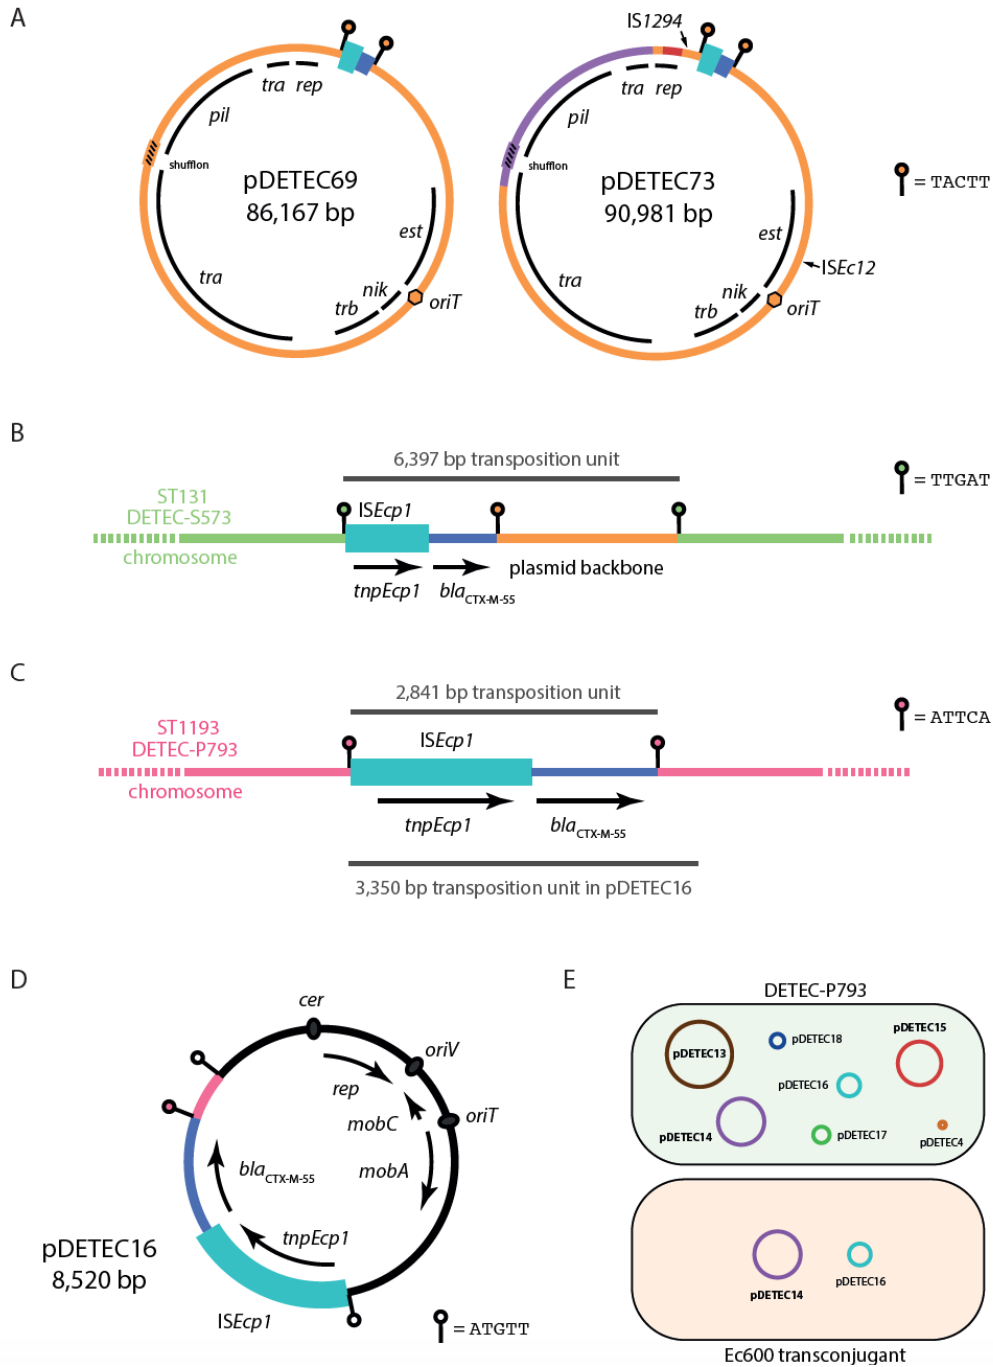 A
IS1294
tra rep
pil
shufflon
pDETEC69
86,167 bp
est
tra
nik
trb
oriT
tra rep
pil
shufflon
pDETEC73
90,981 bp
est
ISEc12
tra
nik
trb
oriT
= TACTT
B
6,397 bp transposition unit
= TTGAT
ST131
DETEC-S573
chromosome
ISEcp1
tnpEcp1
blaCTX-M-55
plasmid backbone
C
2,841 bp transposition unit
= ATTCA
ST1193
DETEC-P793
chromosome
ISEcp1
tnpEcp1
blaCTX-M-55
3,350 bp transposition unit in pDETEC16
D
cer
oriV
rep
oriT
mobC
mobA
blaCTX-M-55
tnpEcp1
pDETEC16
8,520 bp
ISEcp1
= ATGTT
E
DETEC-P793
pDETEC13
pDETEC18
pDETEC15
pDETEC16
pDETEC14
pDETEC17
pDETEC4
pDETEC14
pDETEC16
Ec600 transconjugant